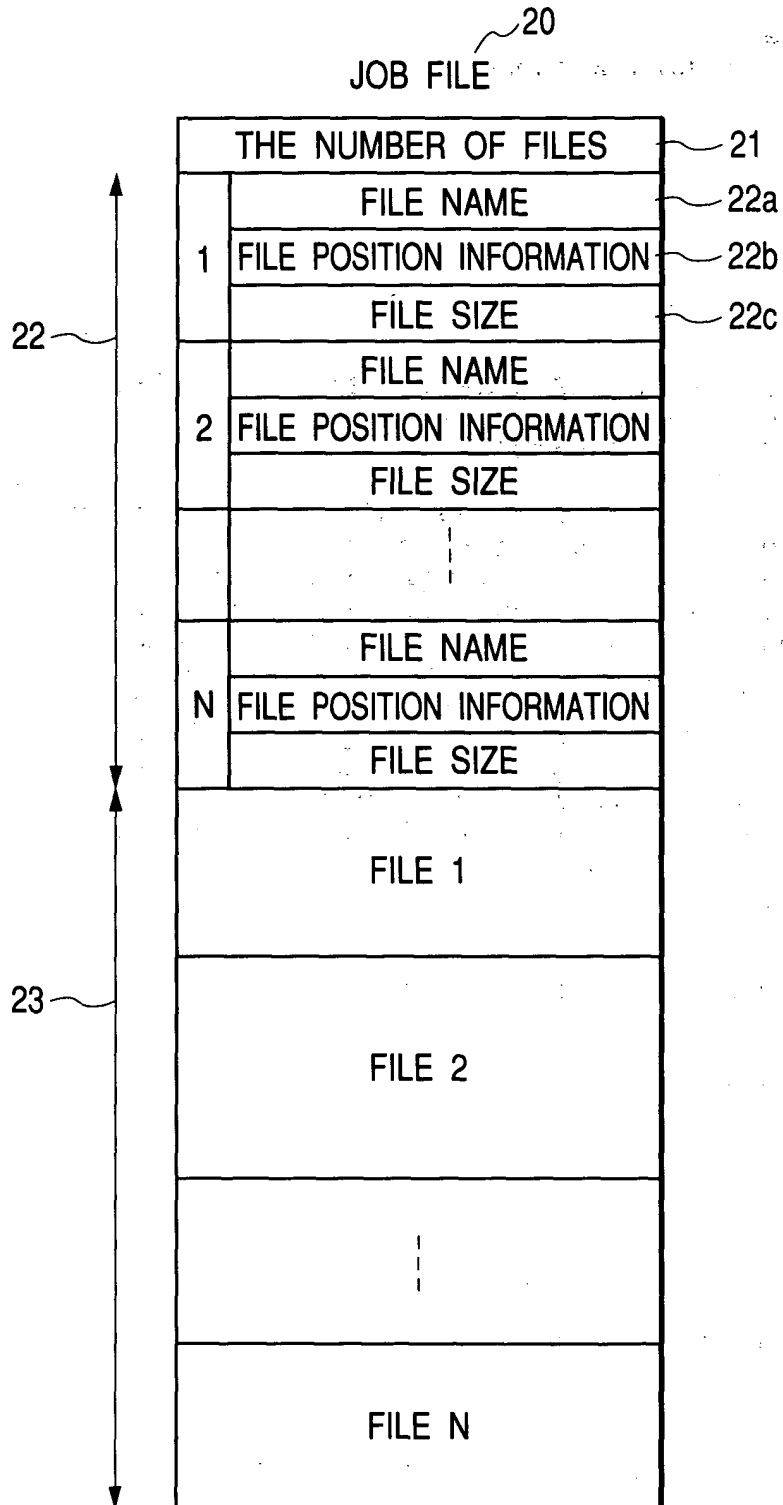 20
JOB FILE
THE NUMBER OF FILES 21
FILE NAME 22a
1 FILE POSITION INFORMATION 22b
FILE SIZE 22c
22
FILE NAME
2 FILE POSITION INFORMATION
FILE SIZE
FILE NAME
N FILE POSITION INFORMATION
FILE SIZE
FILE 1
23
FILE 2
FILE N